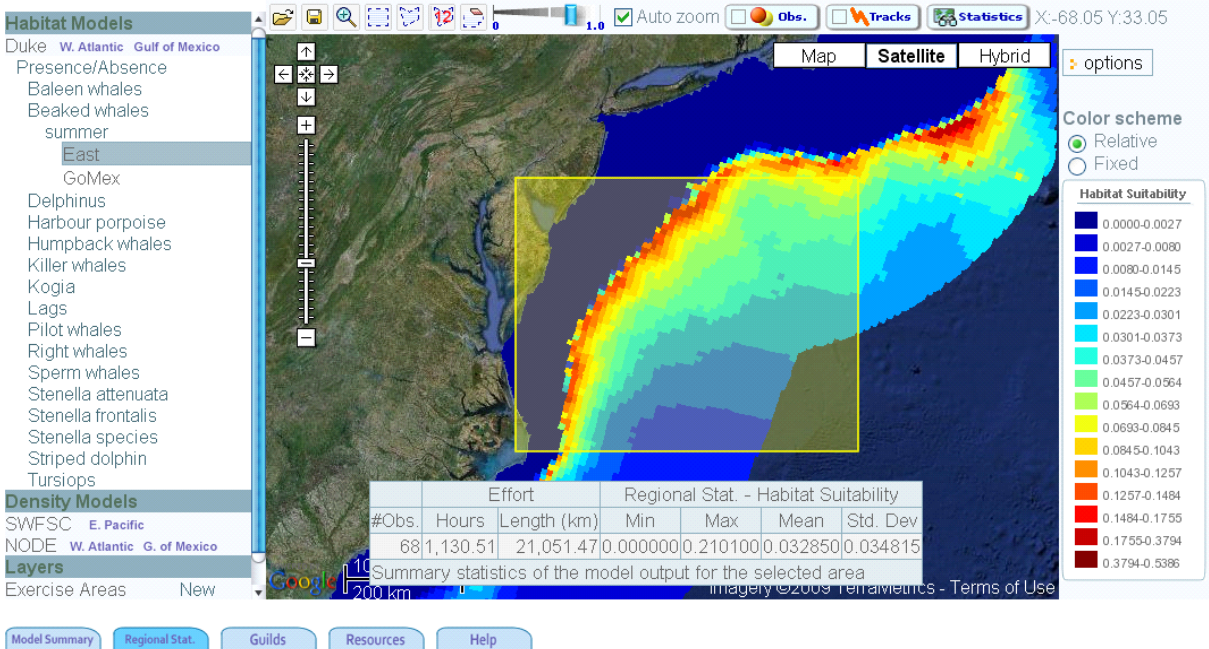 Habitat Models
Duke W. Atlantic Gulf of Mexico
Presence/Absence
Baleen whales
Beaked whales
summer
East
GoMex
Delphinus
Harbour porpoise
Humpback whales
Killer whales
Kogia
Lags
Pilot whales
Right whales
Sperm whales
Stenella attenuata
Stenella frontalis
Stenella species
Striped dolphin
Tursiops
Density Models
SWFSC E. Pacific
NODE W. Atlantic G. of Mexico
Layers
Exercise Areas New
12 0 1.0 Auto zoom Obs. Tracks Statistics X:-68.05 Y:33.05
Map Satellite Hybrid
options
Color scheme
Relative
Fixed
Habitat Suitability
0.0000-0.0027
0.0027-0.0080
0.0080-0.0145
0.0145-0.0223
0.0223-0.0301
0.0301-0.0373
0.0373-0.0457
0.0457-0.0564
0.0564-0.0693
0.0693-0.0845
0.0845-0.1043
0.1043-0.1257
0.1257-0.1484
0.1484-0.1755
0.1755-0.3794
0.3794-0.5386
Effort Regional Stat. - Habitat Suitability
#Obs. Hours Length (km) Min Max Mean Std. Dev
68 1,130.51 21,051.47 0.000000 0.210100 0.032850 0.034815
Summary statistics of the model output for the selected area
Google 200 km Imagery ©2009 TerraMetrics - Terms of Use
Model Summary Regional Stat. Guilds Resources Help